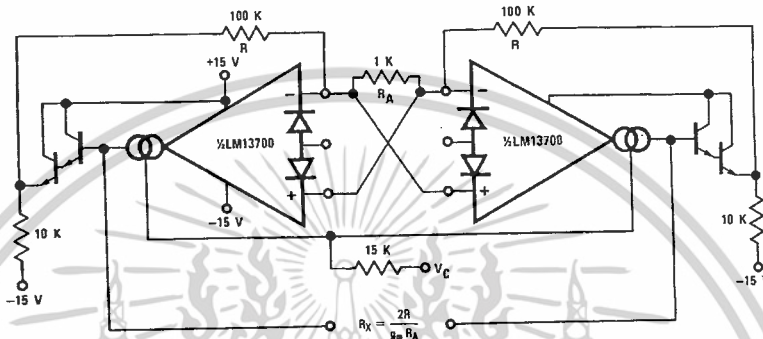 100 K
R
100 K
R
+15 V
1 K
R_A
−
−
½LM13700
½LM13700
+
+
−15 V
10 K
−15 V
15 K
V_C
10 K
−15 V
R_X = 2R / g_m R_A